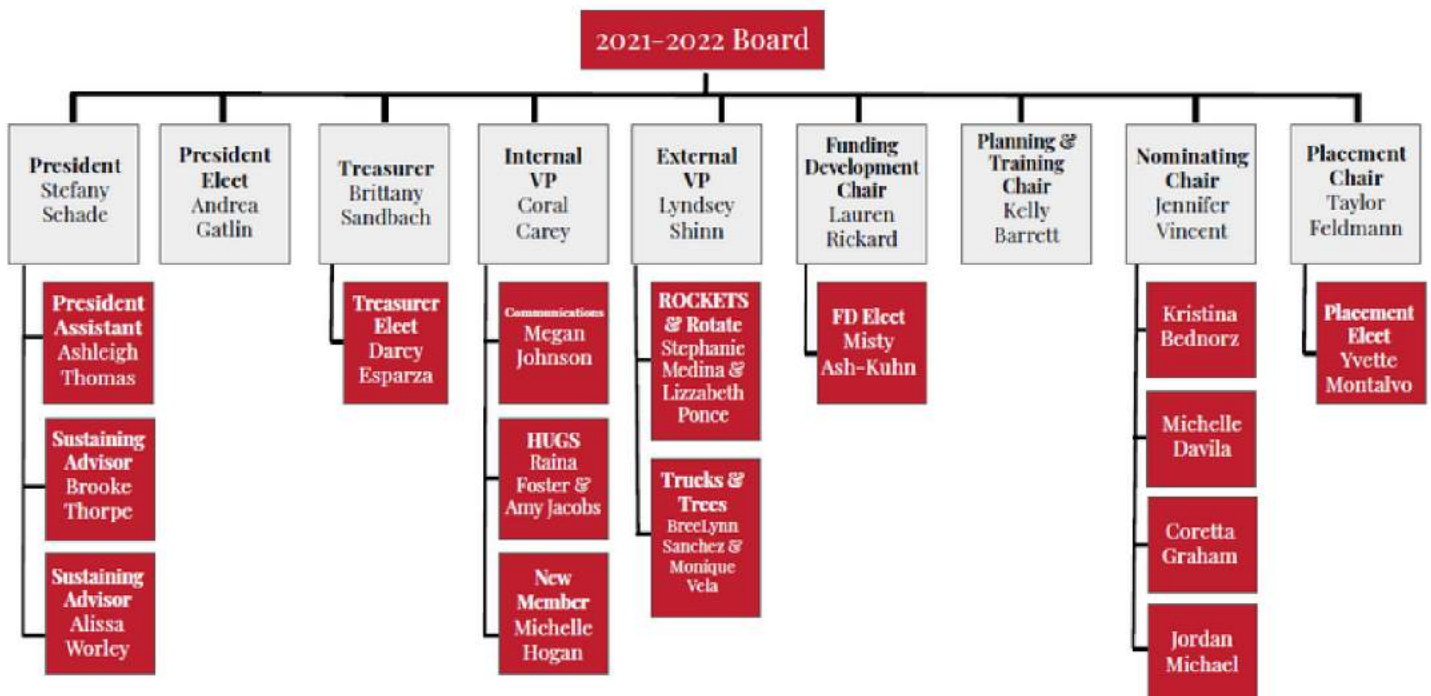 2021-2022 Board
President
Stefany
Schade
President
Elect
Andrea
Gatlin
Treasurer
Brittany
Sandbach
Internal
VP
Coral
Carey
External
VP
Lyndsey
Shinn
Funding
Development
Chair
Lauren
Rickard
Planning &
Training
Chair
Kelly
Barrett
Nominating
Chair
Jennifer
Vincent
Placement
Chair
Taylor
Feldmann
President
Assistant
Ashleigh
Thomas
Sustaining
Advisor
Brooke
Thorpe
Sustaining
Advisor
Alissa
Worley
Treasurer
Elect
Darcy
Esparza
Communications
Megan
Johnson
HUGS
Raina
Foster &
Amy Jacobs
New
Member
Michelle
Hogan
ROCKETS
& Rotate
Stephanie
Medina &
Lizzabeth
Ponce
Trucks &
Trees
BreeLynn
Sanchez &
Monique
Vela
FD Elect
Misty
Ash-Kuhn
Kristina
Bednorz
Michelle
Davila
Coretta
Graham
Jordan
Michael
Placement
Elect
Yvette
Montalvo